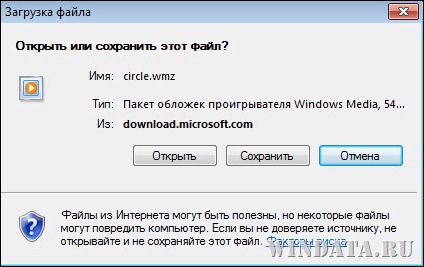 Загрузка файла
Открыть или сохранить этот файл?
Имя: circle.wmz
Тип: Пакет обложек проигрывателя Windows Media, 54...
Из: download.microsoft.com
Открыть Сохранить Отмена
Файлы из Интернета могут быть полезны, но некоторые файлы
могут повредить компьютер. Если вы не доверяете источнику, не
открывайте и не сохраняйте этот файл. Факторы риска
WINDATA.RU